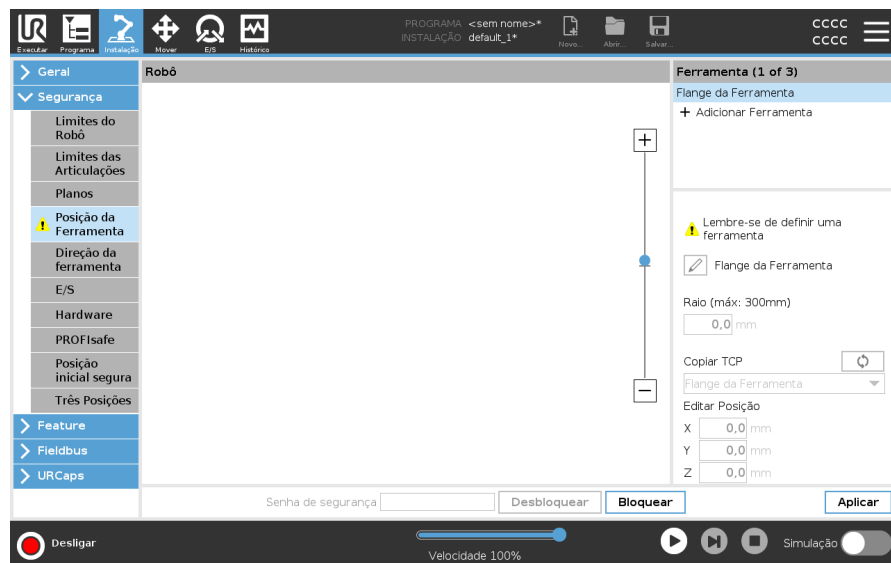 Executar
Programa
Instalação
Mover
E/S
Histórico
PROGRAMA <sem nome>*
INSTALAÇÃO default_1*
Novo...
Abrir...
Salvar...
cccc
cccc
Geral
Segurança
Limites do
Robô
Limites das
Articulações
Planos
Posição da
Ferramenta
Direção da
ferramenta
E/S
Hardware
PROFIsafe
Posição
inicial segura
Três Posições
Feature
Fieldbus
URCaps
Robô
Ferramenta (1 of 3)
Flange da Ferramenta
+ Adicionar Ferramenta
Lembre-se de definir uma
ferramenta
Flange da Ferramenta
Raio (máx: 300mm)
0,0 mm
Copiar TCP
Flange da Ferramenta
Editar Posição
X 0,0 mm
Y 0,0 mm
Z 0,0 mm
Senha de segurança
Desbloquear
Bloquear
Aplicar
Desligar
Velocidade 100%
Simulação